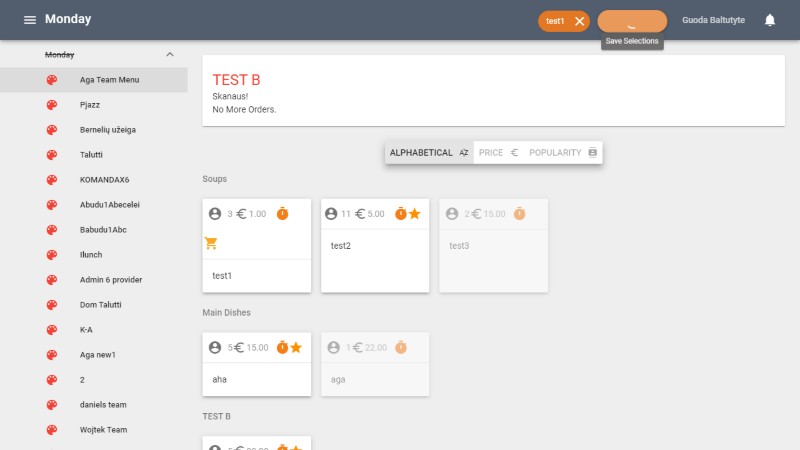 Monday
test1
Guoda Baltutyte
Save Selections
Monday
Aga Team Menu
Pjazz
Bernelių užeiga
Talutti
KOMANDAX6
Abudu1Abecelei
Babudu1Abc
Ilunch
Admin 6 provider
Dom Talutti
K-A
Aga new1
2
daniels team
Wojtek Team
TEST B
Skanaus!
No More Orders.
ALPHABETICAL
PRICE €
POPULARITY
Soups
3 € 1.00
test1
11 € 5.00
test2
2 € 15.00
test3
Main Dishes
5 € 15.00
aha
1 € 22.00
aga
TEST B